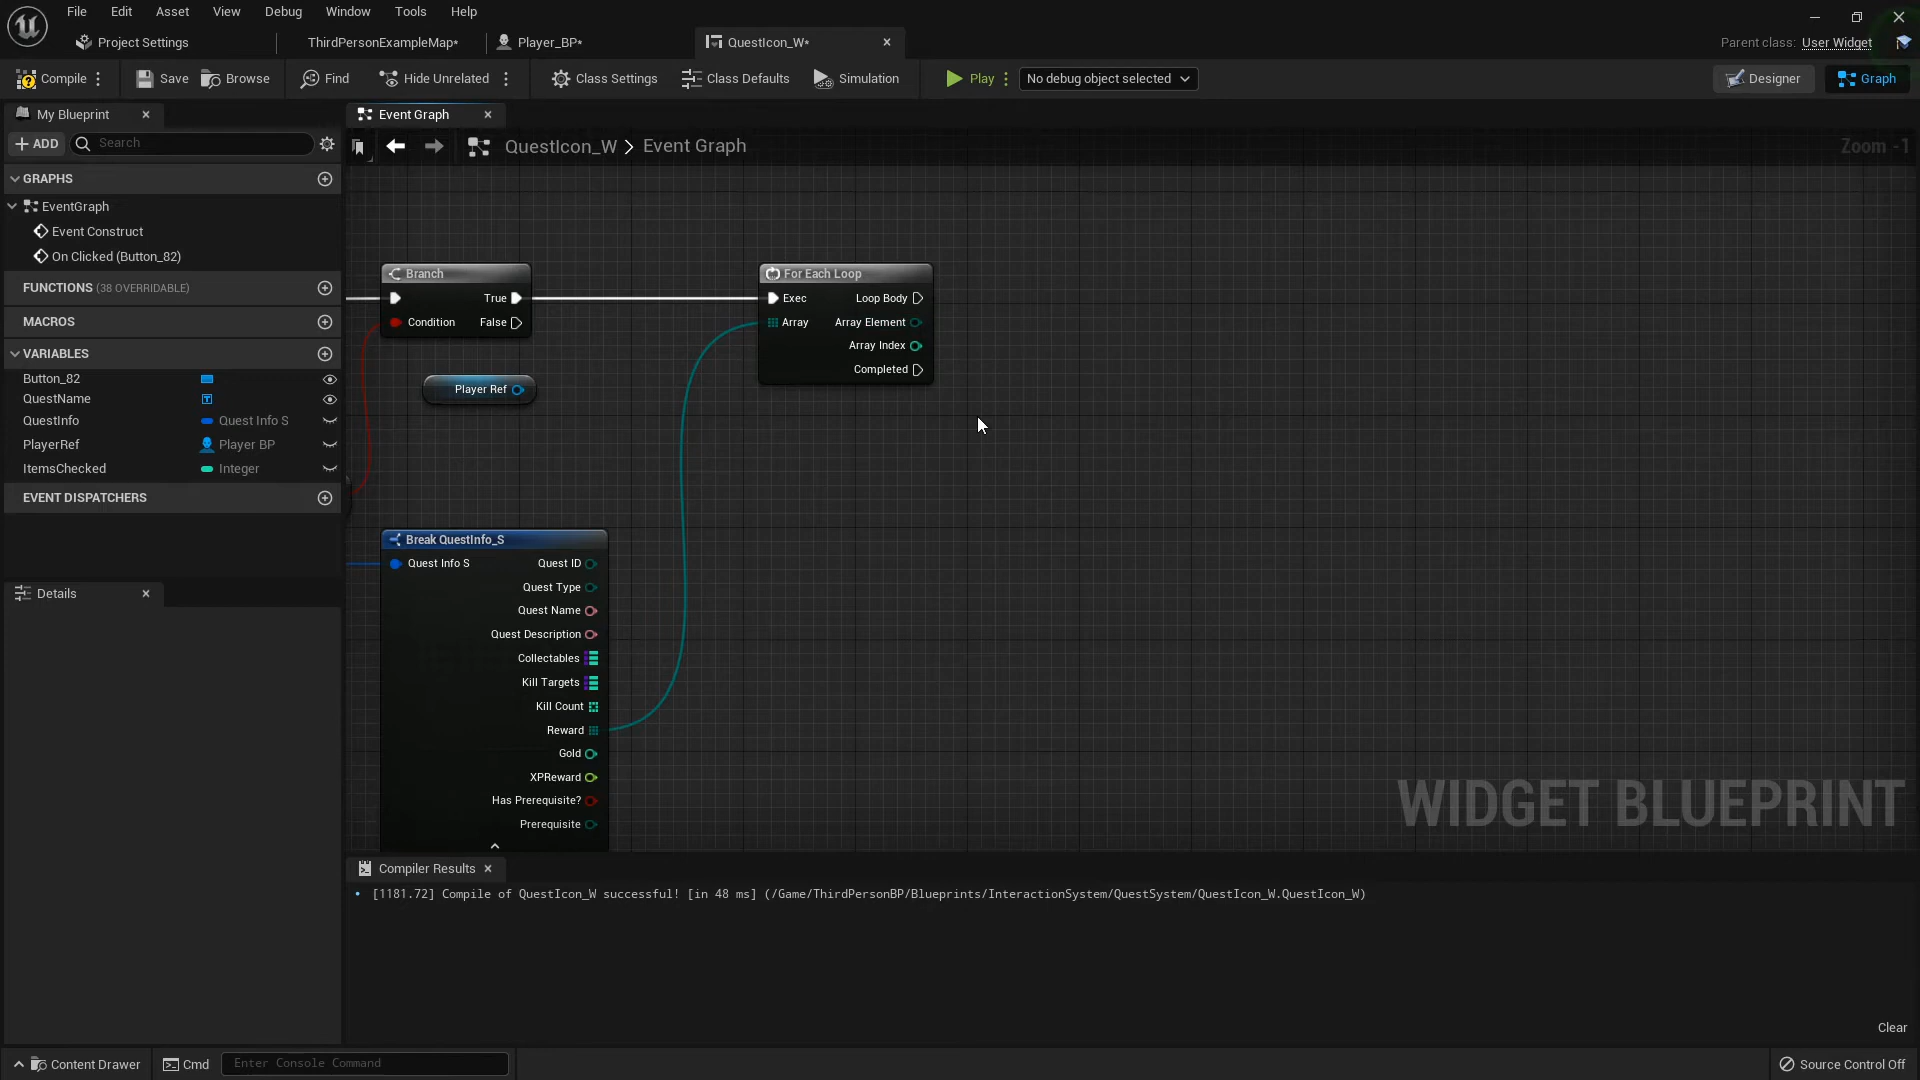 File Edit Asset View Debug Window Tools Help
Project Settings ThirdPersonExampleMap* Player_BP* QuestIcon_W*
Parent class: User Widget
Compile Save Browse Find Hide Unrelated Class Settings Class Defaults Simulation Play No debug object selected Designer Graph
My Blueprint
Event Graph
ADD Search
QuestIcon_W > Event Graph
Zoom -1
GRAPHS
EventGraph
Event Construct
On Clicked (Button_82)
FUNCTIONS (38 OVERRIDABLE)
MACROS
VARIABLES
Button_82
QuestName
QuestInfo Quest Info S
PlayerRef Player BP
ItemsChecked Integer
EVENT DISPATCHERS
Details
Branch
True
Condition False
Player Ref
For Each Loop
Exec Loop Body
Array Array Element
Array Index
Completed
Break QuestInfo_S
Quest Info S Quest ID
Quest Type
Quest Name
Quest Description
Collectables
Kill Targets
Kill Count
Reward
Gold
XPReward
Has Prerequisite?
Prerequisite
WIDGET BLUEPRINT
Compiler Results
[1181.72] Compile of QuestIcon_W successful! [in 48 ms] (/Game/ThirdPersonBP/Blueprints/InteractionSystem/QuestSystem/QuestIcon_W.QuestIcon_W)
Clear
Content Drawer Cmd Enter Console Command Source Control Off